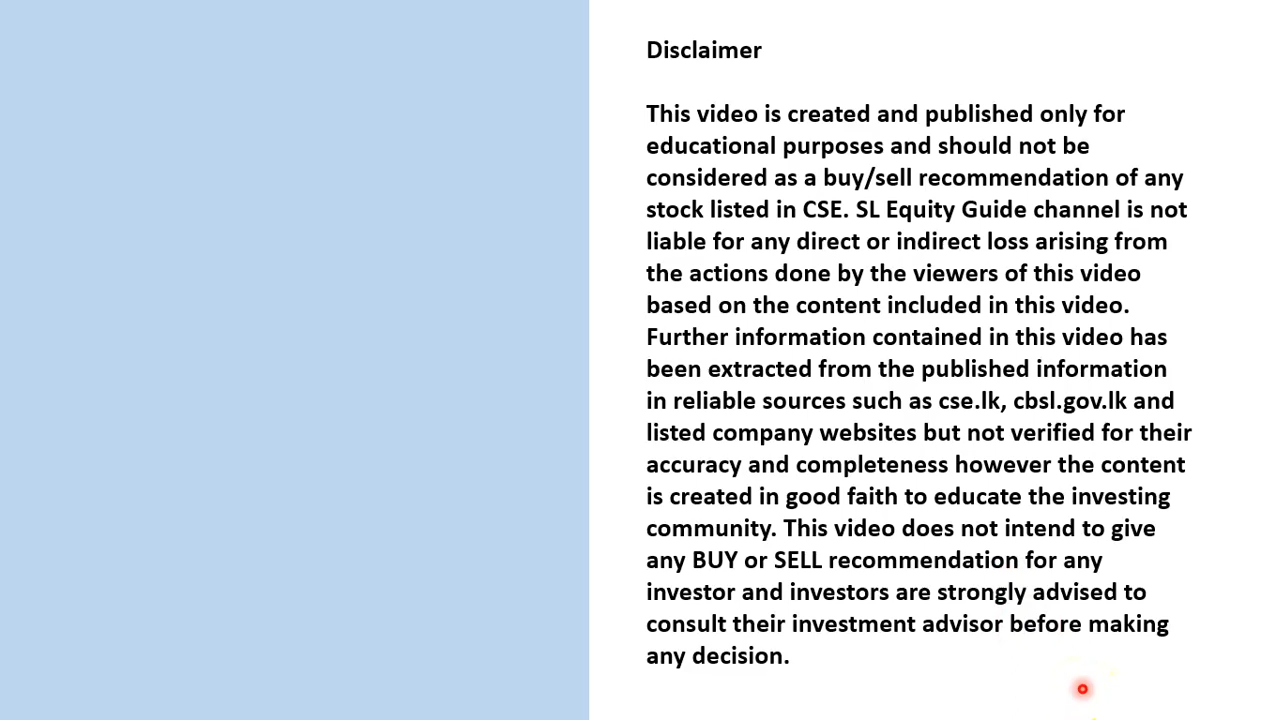 Disclaimer
This video is created and published only for
educational purposes and should not be
considered as a buy/sell recommendation of any
stock listed in CSE. SL Equity Guide channel is not
liable for any direct or indirect loss arising from
the actions done by the viewers of this video
based on the content included in this video.
Further information contained in this video has
been extracted from the published information
in reliable sources such as cse.lk, cbsl.gov.lk and
listed company websites but not verified for their
accuracy and completeness however the content
is created in good faith to educate the investing
community. This video does not intend to give
any BUY or SELL recommendation for any
investor and investors are strongly advised to
consult their investment advisor before making
any decision.